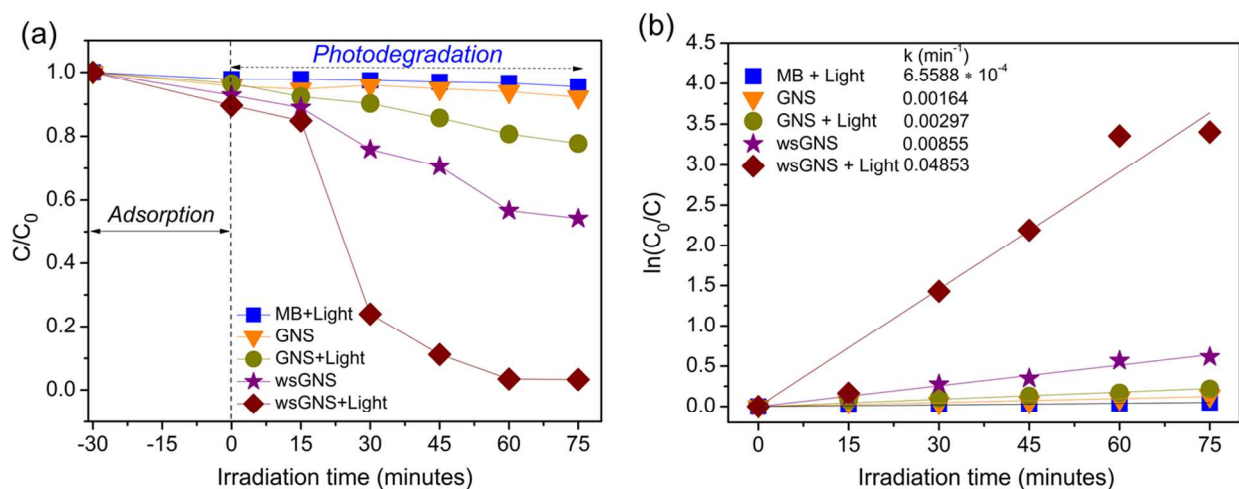 (a)
Photodegradation
Adsorption
C/C₀
1.0
0.8
0.6
0.4
0.2
0.0
MB+Light
GNS
GNS+Light
wsGNS
wsGNS+Light
-30 -15 0 15 30 45 60 75
Irradiation time (minutes)
(b)
ln(C₀/C)
4.5
4.0
3.5
3.0
2.5
2.0
1.5
1.0
0.5
0.0
k (min⁻¹)
MB + Light 6.5588 * 10⁻⁴
GNS 0.00164
GNS + Light 0.00297
wsGNS 0.00855
wsGNS + Light 0.04853
0 15 30 45 60 75
Irradiation time (minutes)